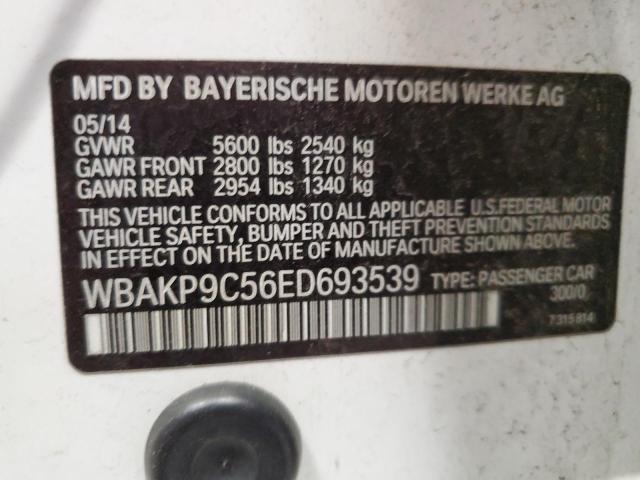 MFD BY BAYERISCHE MOTOREN WERKE AG
05/14
GVWR 5600 lbs 2540 kg
GAWR FRONT 2800 lbs 1270 kg
GAWR REAR 2954 lbs 1340 kg
THIS VEHICLE CONFORMS TO ALL APPLICABLE U.S.FEDERAL MOTOR
VEHICLE SAFETY, BUMPER AND THEFT PREVENTION STANDARDS
IN EFFECT ON THE DATE OF MANUFACTURE SHOWN ABOVE.
WBAKP9C56ED693539 TYPE: PASSENGER CAR
300/0
7315814